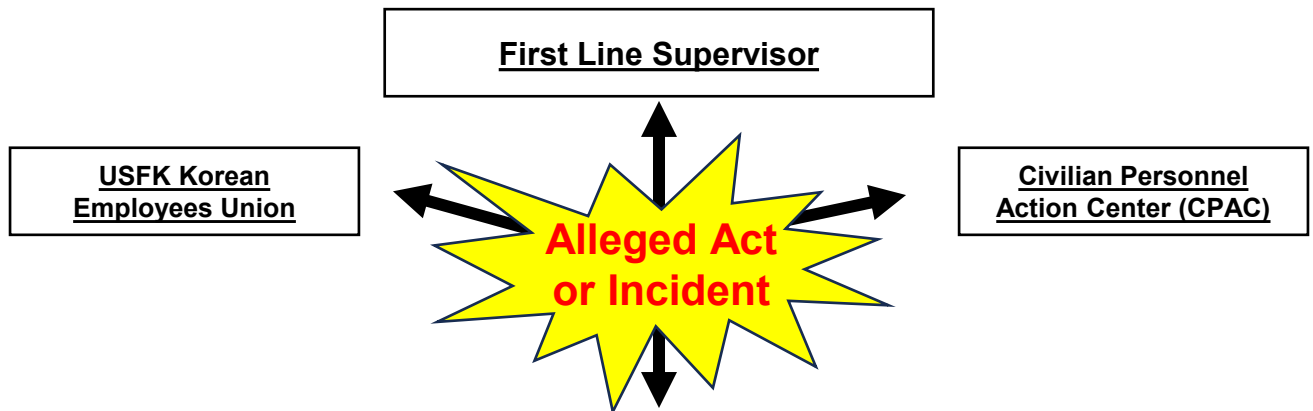 First Line Supervisor
USFK Korean
Employees Union
Civilian Personnel
Action Center (CPAC)
Alleged Act
or Incident